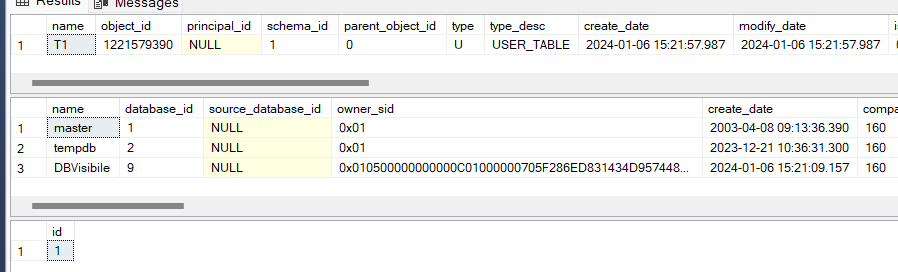 Results Messages
name object_id principal_id schema_id parent_object_id type type_desc create_date modify_date
1 T1 1221579390 NULL 1 0 U USER_TABLE 2024-01-06 15:21:57.987 2024-01-06 15:21:57.987
name database_id source_database_id owner_sid create_date compa
1 master 1 NULL 0x01 2003-04-08 09:13:36.390 160
2 tempdb 2 NULL 0x01 2023-12-21 10:36:31.300 160
3 DBVisibile 9 NULL 0x010500000000000C01000000705F286ED831434D957448... 2024-01-06 15:21:09.157 160
id
1 1